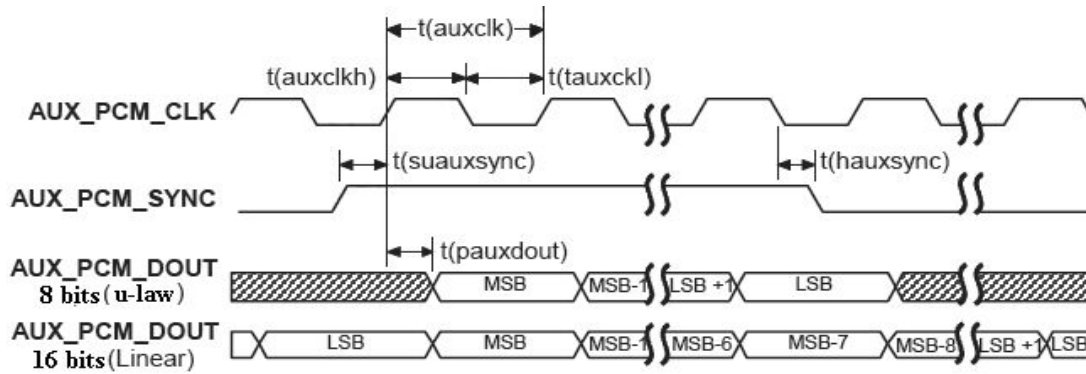 t(auxclk)
t(auxclkh)
t(tauxckl)
AUX_PCM_CLK
t(suauxsync)
t(hauxsync)
AUX_PCM_SYNC
t(pauxdout)
AUX_PCM_DOUT
8 bits (u-law)
MSB
MSB-1
LSB +1
LSB
AUX_PCM_DOUT
16 bits (Linear)
LSB
MSB
MSB-1
MSB-6
MSB-7
MSB-8
LSB +1
LSB